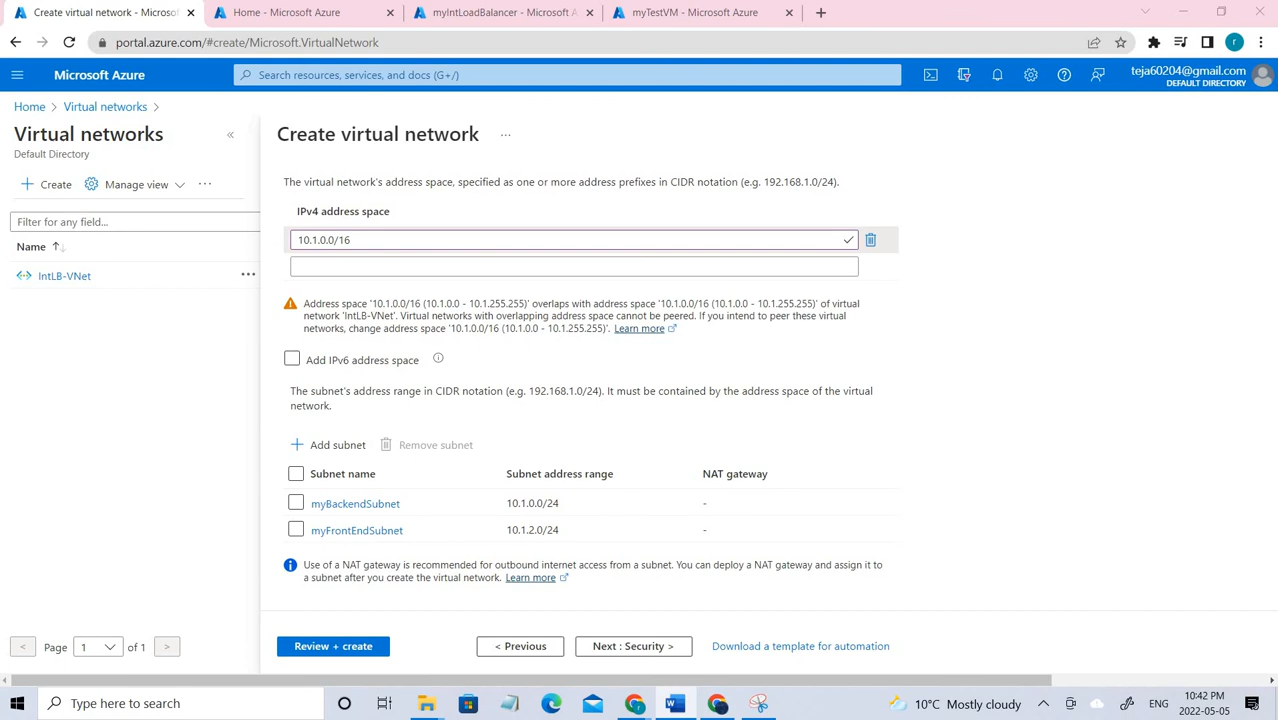 Create virtual network - Microsof
Home - Microsoft Azure
myIntLoadBalancer - Microsoft A
myTestVM - Microsoft Azure
portal.azure.com/#create/Microsoft.VirtualNetwork
r
Microsoft Azure
Search resources, services, and docs (G+/)
teja60204@gmail.com
DEFAULT DIRECTORY
Home > Virtual networks >
Virtual networks
Default Directory
Create
Manage view
Filter for any field...
Name
IntLB-VNet
Page 1 of 1
Create virtual network
The virtual network's address space, specified as one or more address prefixes in CIDR notation (e.g. 192.168.1.0/24).
IPv4 address space
10.1.0.0/16
Address space '10.1.0.0/16 (10.1.0.0 - 10.1.255.255)' overlaps with address space '10.1.0.0/16 (10.1.0.0 - 10.1.255.255)' of virtual
network 'IntLB-VNet'. Virtual networks with overlapping address space cannot be peered. If you intend to peer these virtual
networks, change address space '10.1.0.0/16 (10.1.0.0 - 10.1.255.255)'. Learn more
Add IPv6 address space
The subnet's address range in CIDR notation (e.g. 192.168.1.0/24). It must be contained by the address space of the virtual
network.
Add subnet
Remove subnet
Subnet name Subnet address range NAT gateway
myBackendSubnet 10.1.0.0/24 -
myFrontEndSubnet 10.1.2.0/24 -
Use of a NAT gateway is recommended for outbound internet access from a subnet. You can deploy a NAT gateway and assign it to
a subnet after you create the virtual network. Learn more
Review + create
< Previous
Next : Security >
Download a template for automation
Type here to search
10°C Mostly cloudy
ENG
10:42 PM
2022-05-05